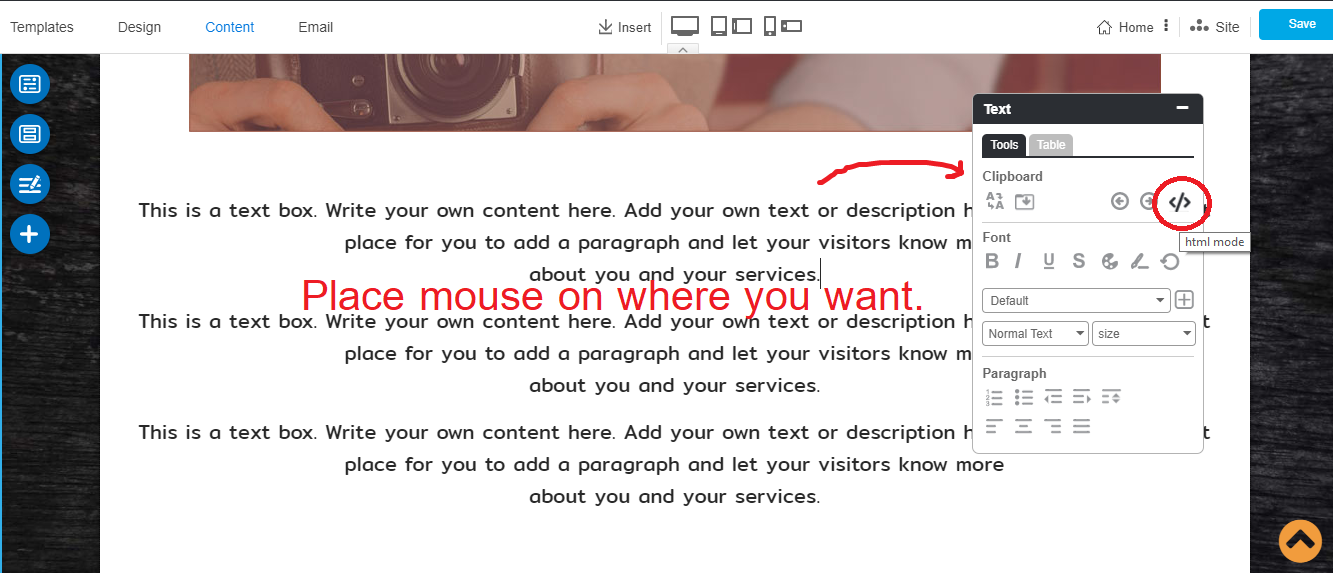 Templates Design Content Email Insert Home Site Save
Text
Tools Table
Clipboard
This is a text box. Write your own content here. Add your own text or description
html mode
place for you to add a paragraph and let your visitors know
Font
B I U S
about you and your services.
Place mouse on where you want.
Default
This is a text box. Write your own content here. Add your own text or description
Normal Text size
place for you to add a paragraph and let your visitors know
Paragraph
about you and your services.
This is a text box. Write your own content here. Add your own text or description
place for you to add a paragraph and let your visitors know more
about you and your services.